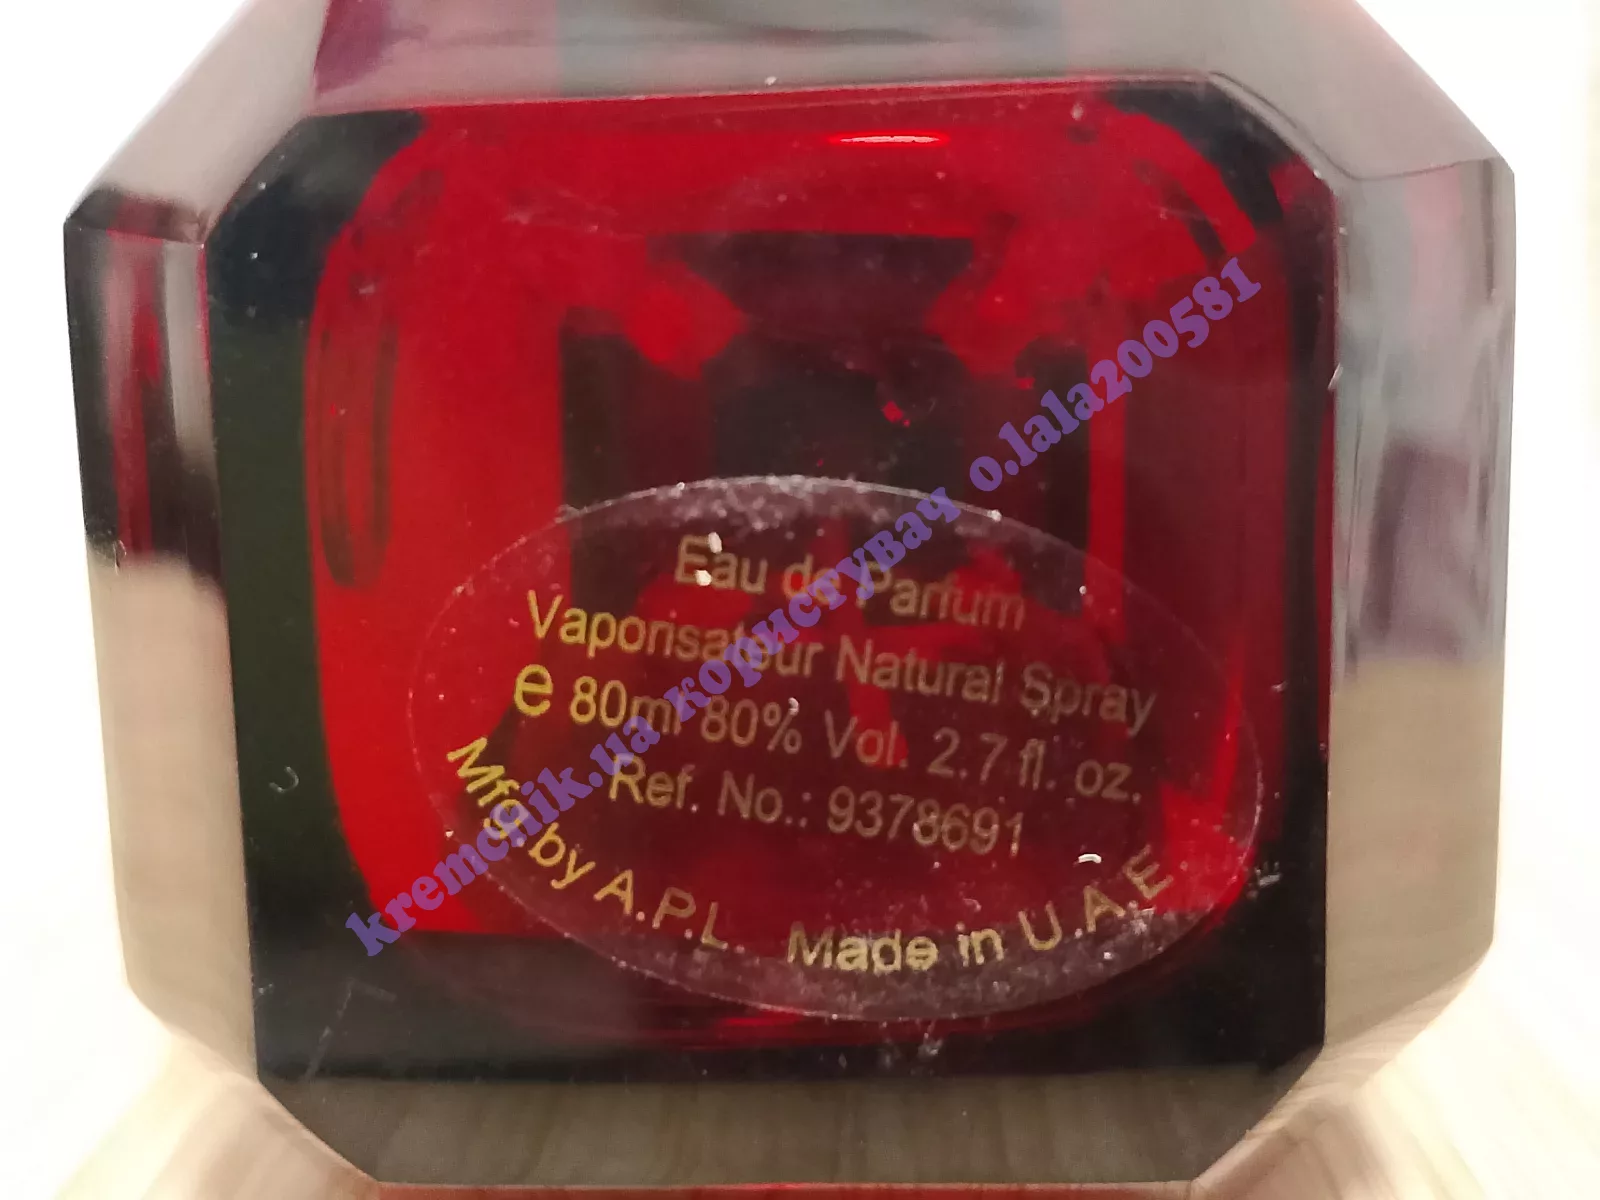 Eau de Parfum
Vaporisateur Natural Spray
e 80ml 80% Vol. 2.7 fl. oz.
Ref. No.: 9378691
Mfg. by A.P.L. Made in U.A.E
kremchik.ua користувач o.lala200581